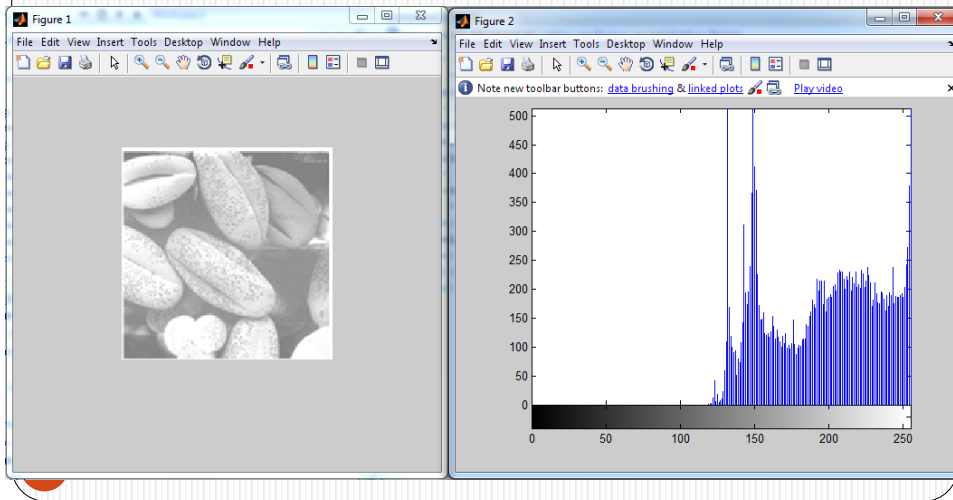 Figure 1
File Edit View Insert Tools Desktop Window Help
Figure 2
File Edit View Insert Tools Desktop Window Help
Note new toolbar buttons: data brushing & linked plots Play video
500
450
400
350
300
250
200
150
100
50
0
0 50 100 150 200 250